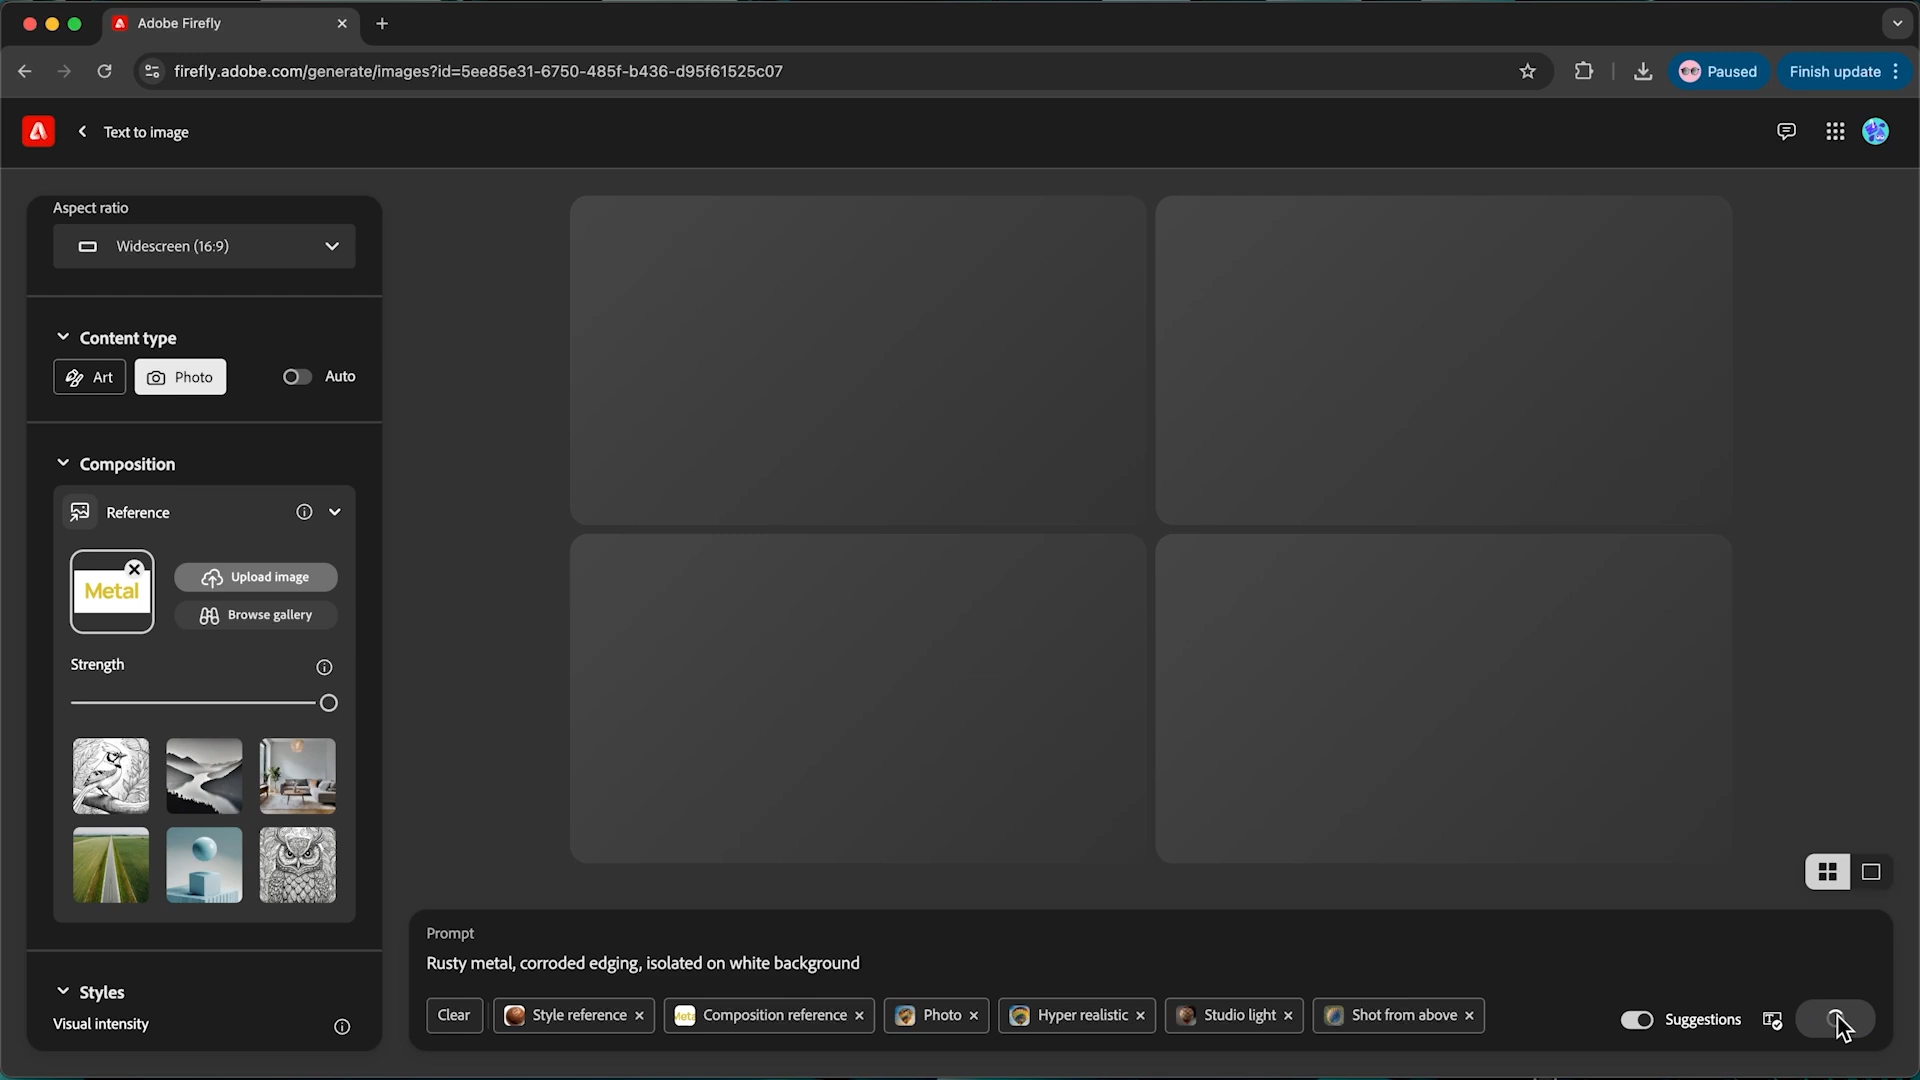 Adobe Firefly
firefly.adobe.com/generate/images?id=5ee85e31-6750-485f-b436-d95f61525c07
Paused
Finish update
Text to image
Aspect ratio
Widescreen (16:9)
Content type
Art
Photo
Auto
Composition
Reference
Metal
Upload image
Browse gallery
Strength
Styles
Visual intensity
Prompt
Rusty metal, corroded edging, isolated on white background
Clear
Style reference
Meta
Composition reference
Photo
Hyper realistic
Studio light
Shot from above
Suggestions